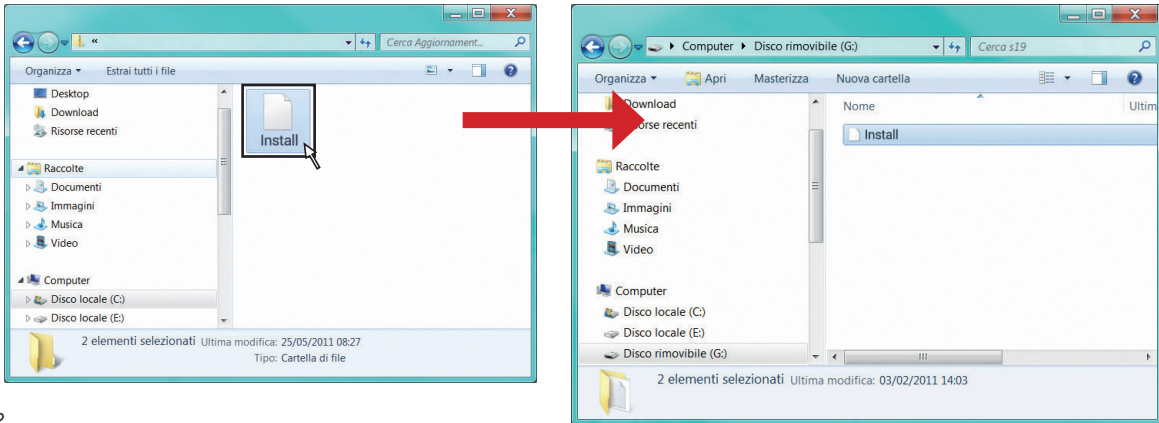 «
Cerca Aggiornament...
Organizza
Estrai tutti i file
Desktop
Download
Risorse recenti
Raccolte
Documenti
Immagini
Musica
Video
Computer
Disco locale (C:)
Disco locale (E:)
Install
2 elementi selezionati Ultima modifica: 25/05/2011 08:27
Tipo: Cartella di file
Computer Disco rimovibile (G:)
Cerca s19
Organizza
Apri
Masterizza
Nuova cartella
Download
recenti
Raccolte
Documenti
Immagini
Musica
Video
Computer
Disco locale (C:)
Disco locale (E:)
Disco rimovibile (G:)
Nome
Ultim
Install
2 elementi selezionati Ultima modifica: 03/02/2011 14:03